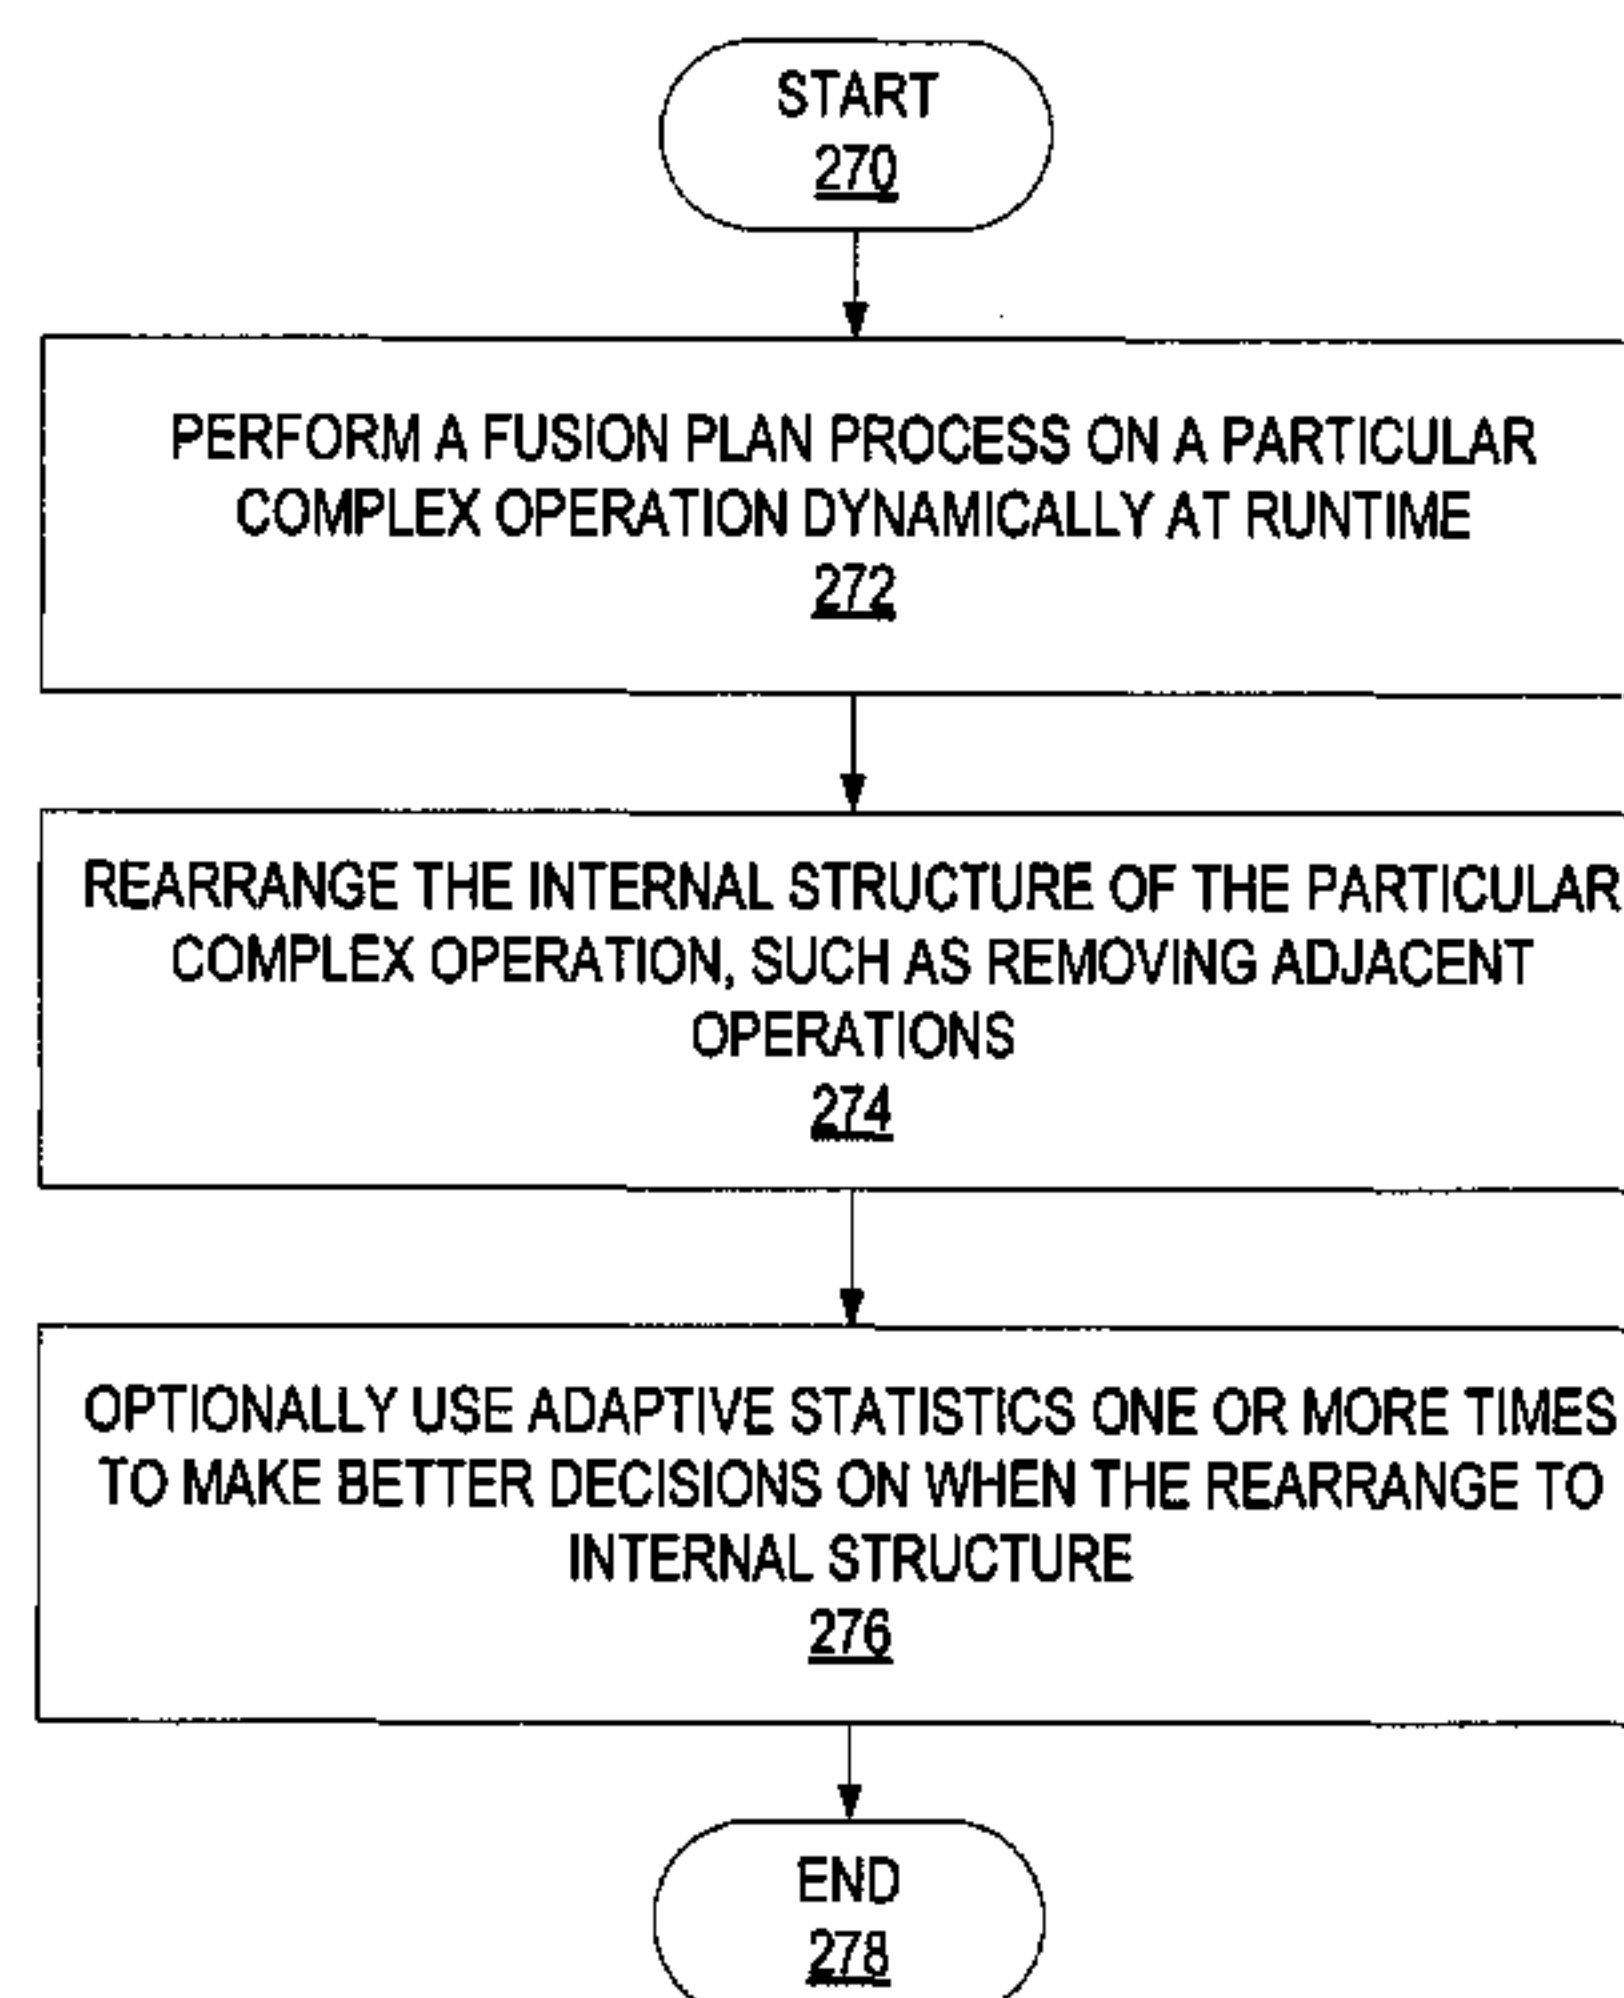 START
270
PERFORM A FUSION PLAN PROCESS ON A PARTICULAR
COMPLEX OPERATION DYNAMICALLY AT RUNTIME
272
REARRANGE THE INTERNAL STRUCTURE OF THE PARTICULAR
COMPLEX OPERATION, SUCH AS REMOVING ADJACENT
OPERATIONS
274
OPTIONALLY USE ADAPTIVE STATISTICS ONE OR MORE TIMES
TO MAKE BETTER DECISIONS ON WHEN THE REARRANGE TO
INTERNAL STRUCTURE
276
END
278